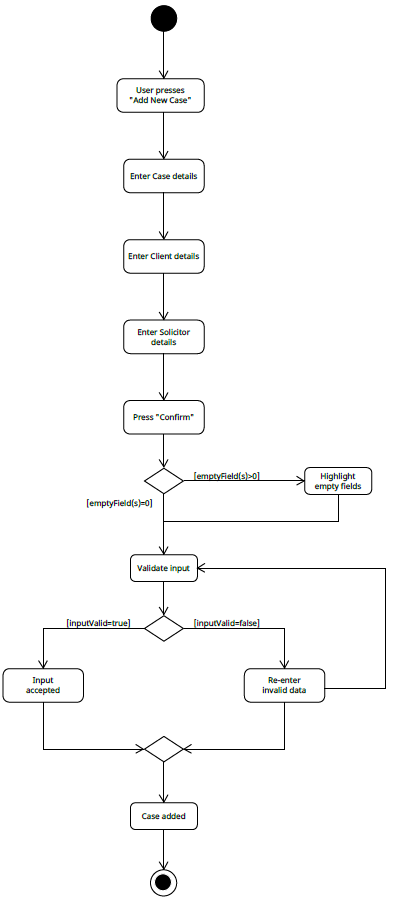 User presses
"Add New Case"
Enter Case details
Enter Client details
Enter Solicitor
details
Press "Confirm"
[emptyField(s)>0]
Highlight
empty fields
[emptyField(s)=0]
Validate input
[inputValid=true]
[inputValid=false]
Input
accepted
Re-enter
invalid data
Case added